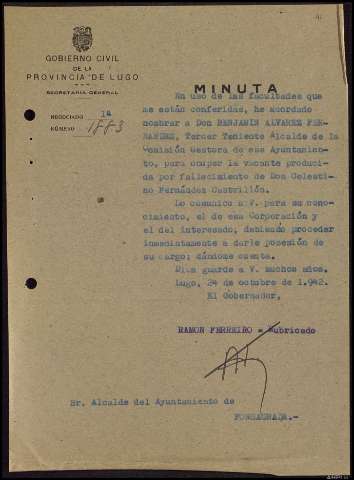 GOBIERNO CIVIL
DE LA
PROVINCIA DE LUGO
SECRETARIA GENERAL
NEGOCIADO 1ª
NÚMERO 1883
MINUTA
En uso de las facultades que
me están conferidas, he acordado
nombrar a Don BENJAMIN ALVAREZ FER-
NANDEZ, Tercer Teniente Alcalde de la
Comisión Gestora de ese Ayuntamien-
to, para ocupar la vacante produci-
da por fallecimiento de Don Celesti-
no Fernández Castrillón.
Lo comunico a V. para su cono-
cimiento, el de esa Corporación y
el del interesado, debiendo proceder
inmediatamente a darle posesión de
su cargo; dándome cuenta.
Dios guarde a V. muchos años.
Lugo, 24 de octubre de 1.942.
El Gobernador,
RAMON FERREIRO = Rubricado
Sr. Alcalde del Ayuntamiento de
FONSAGRADA.-